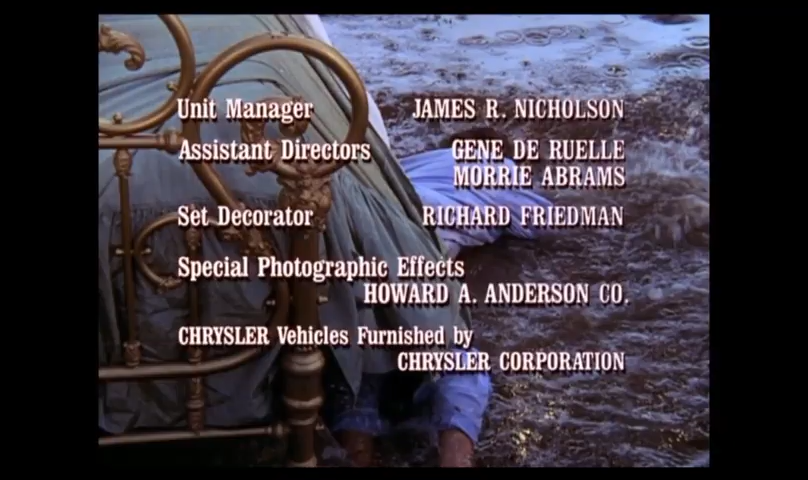 Unit Manager JAMES R. NICHOLSON
Assistant Directors GENE DE RUELLE
MORRIE ABRAMS
Set Decorator RICHARD FRIEDMAN
Special Photographic Effects
HOWARD A. ANDERSON CO.
CHRYSLER Vehicles Furnished by
CHRYSLER CORPORATION